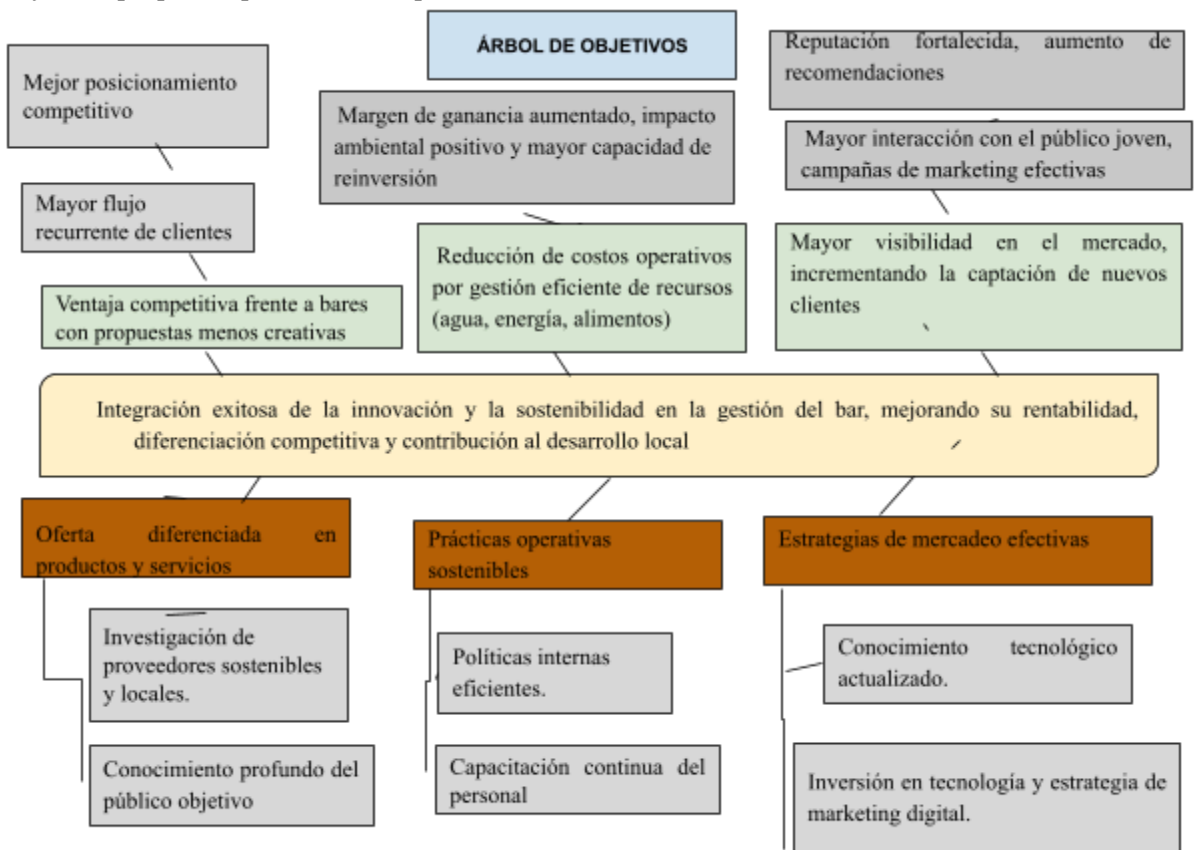 ÁRBOL DE OBJETIVOS
Mejor posicionamiento
competitivo
Margen de ganancia aumentado, impacto
ambiental positivo y mayor capacidad de
reinversión
Reputación fortalecida, aumento de
recomendaciones
Mayor interacción con el público joven,
campañas de marketing efectivas
Mayor flujo
recurrente de clientes
Ventaja competitiva frente a bares
con propuestas menos creativas
Reducción de costos operativos
por gestión eficiente de recursos
(agua, energía, alimentos)
Mayor visibilidad en el mercado,
incrementando la captación de nuevos
clientes
Integración exitosa de la innovación y la sostenibilidad en la gestión del bar, mejorando su rentabilidad,
diferenciación competitiva y contribución al desarrollo local
Oferta diferenciada en
productos y servicios
Investigación de
proveedores sostenibles
y locales.
Conocimiento profundo del
público objetivo
Prácticas operativas
sostenibles
Políticas internas
eficientes.
Capacitación continua del
personal
Estrategias de mercadeo efectivas
Conocimiento tecnológico
actualizado.
Inversión en tecnología y estrategia de
marketing digital.